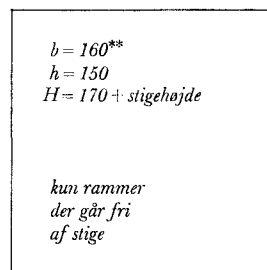 b = 160**
h = 150
H = 170 + stigehøjde
kun rammer
der går fri
af stige